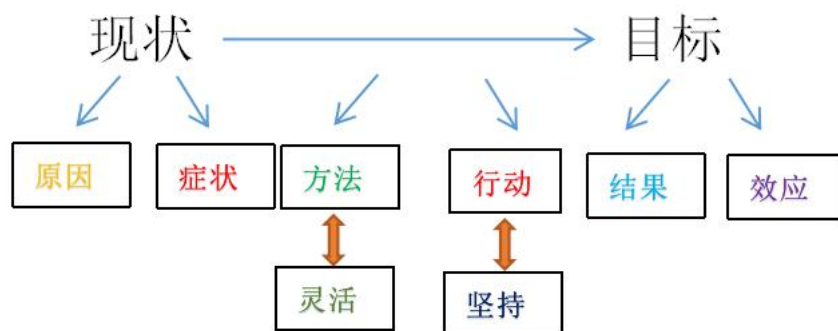 现状 目标
原因 症状 方法 行动 结果 效应
灵活 坚持